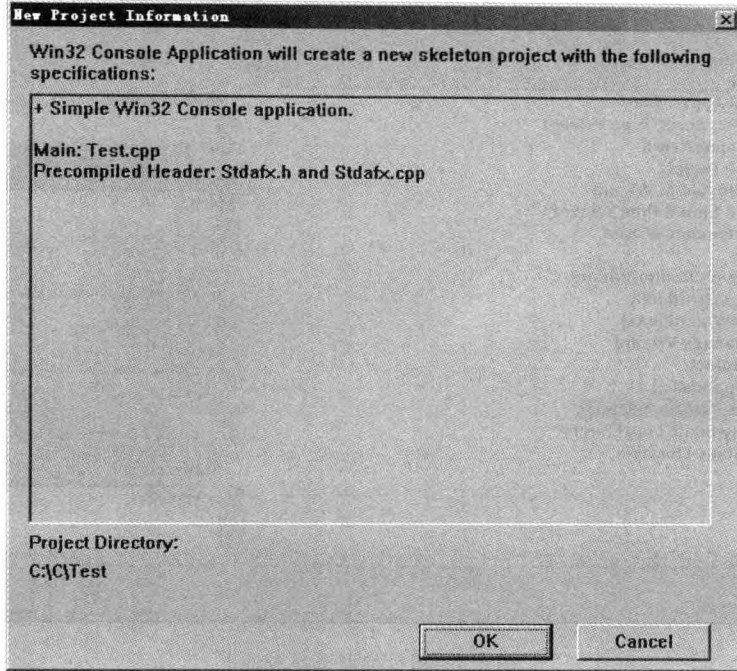 New Project Information
Win32 Console Application will create a new skeleton project with the following
specifications:
+ Simple Win32 Console application.
Main: Test.cpp
Precompiled Header: Stdafx.h and Stdafx.cpp
Project Directory:
C:\C\Test
OK
Cancel